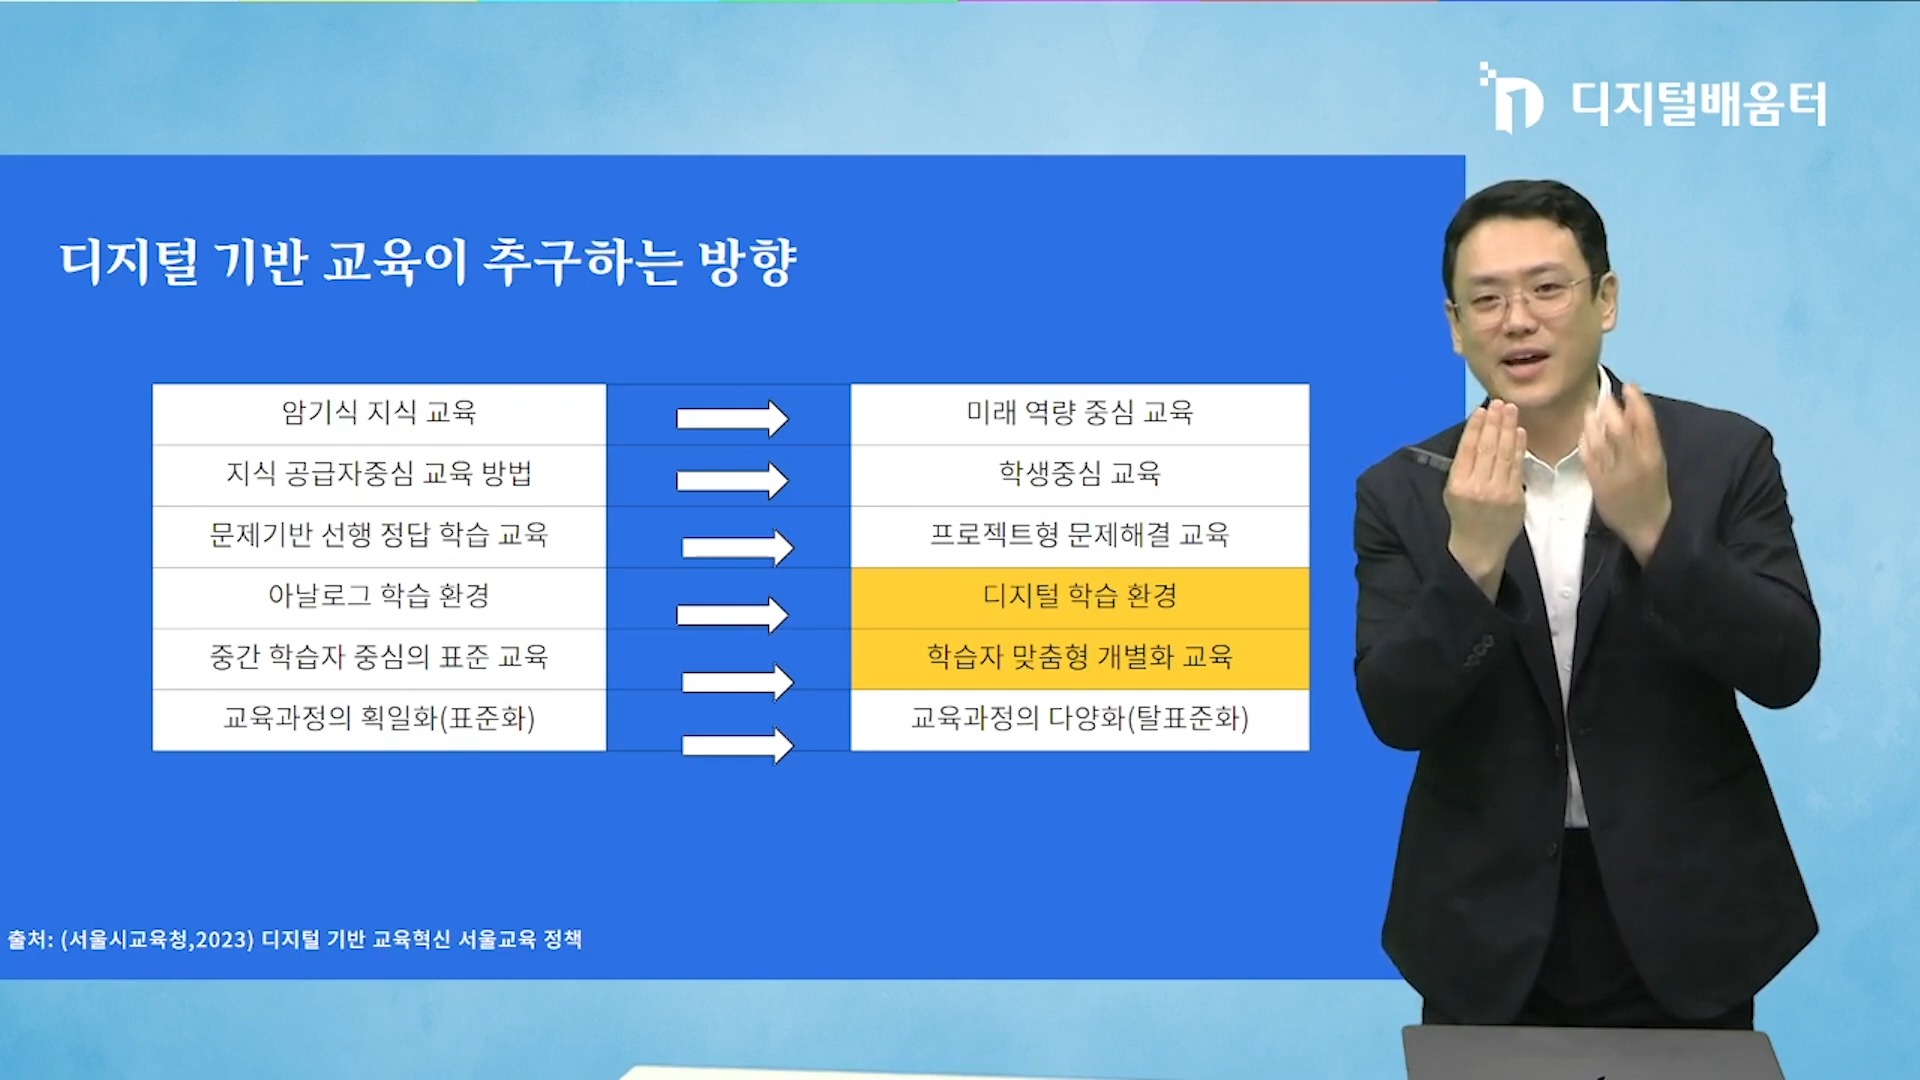 디지털배움터
디지털 기반 교육이 추구하는 방향
암기식 지식 교육
미래 역량 중심 교육
지식 공급자중심 교육 방법
학생중심 교육
문제기반 선행 정답 학습 교육
프로젝트형 문제해결 교육
아날로그 학습 환경
디지털 학습 환경
중간 학습자 중심의 표준 교육
학습자 맞춤형 개별화 교육
교육과정의 획일화(표준화)
교육과정의 다양화(탈표준화)
출처: (서울시교육청,2023) 디지털 기반 교육혁신 서울교육 정책